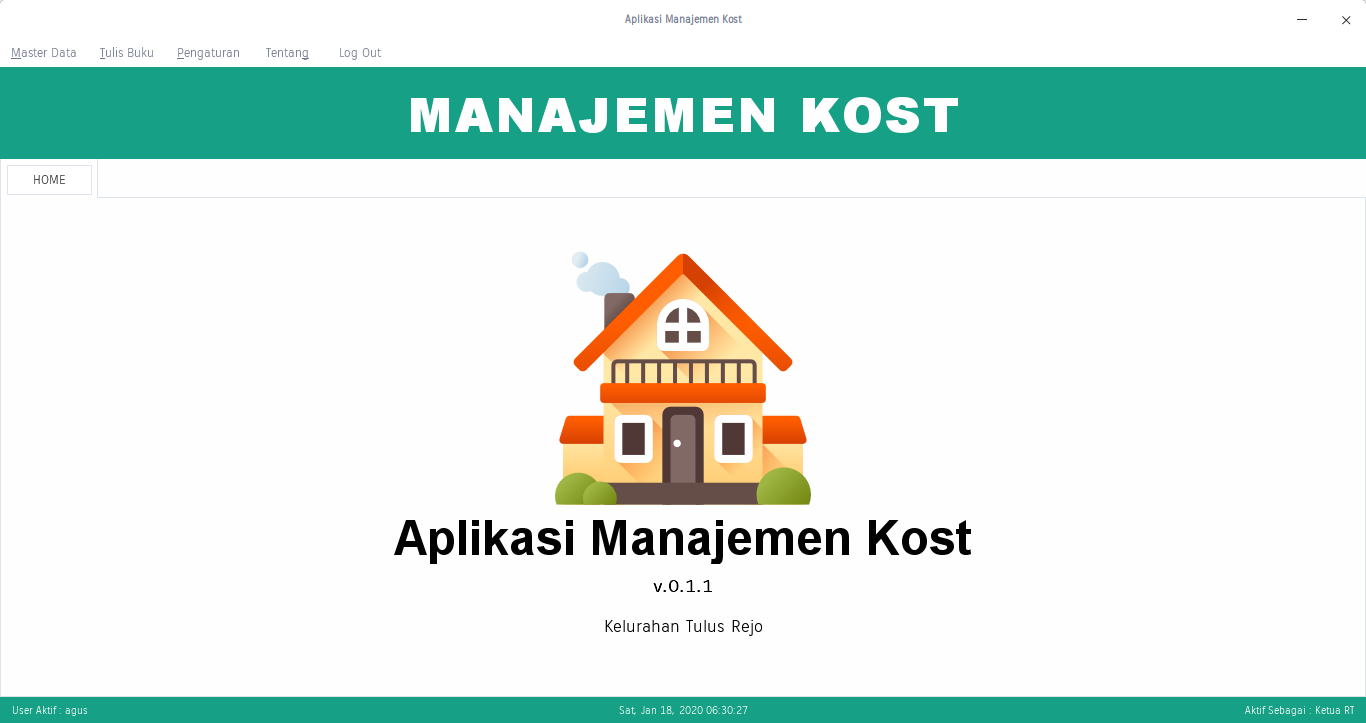 Aplikasi Manajemen Kost
Master Data Tulis Buku Pengaturan Tentang Log Out
MANAJEMEN KOST
HOME
Aplikasi Manajemen Kost
v.0.1.1
Kelurahan Tulus Rejo
User Aktif : agus Sat, Jan 18, 2020 06:30:27 Aktif Sebagai : Ketua RT